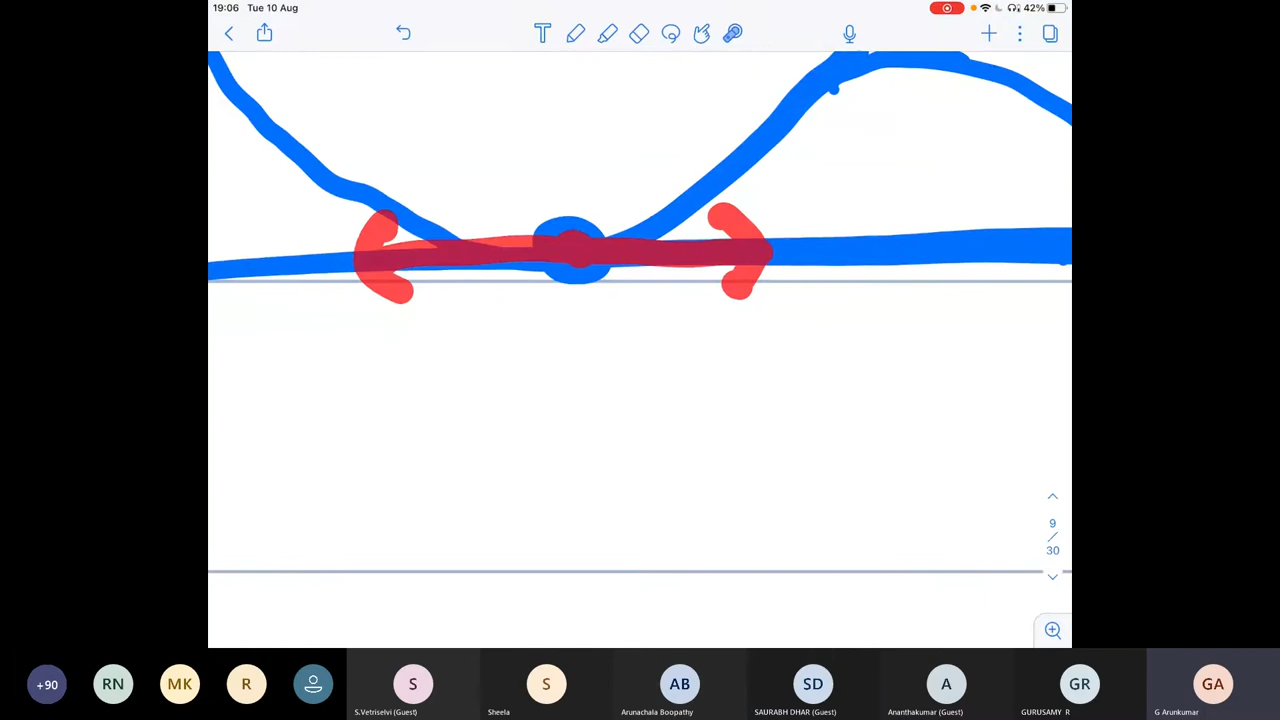 19:06 Tue 10 Aug
42%
T
9
/
30
+90
RN
MK
R
S
S
AB
SD
A
GR
GA
S.Vetriselvi (Guest)
Sheela
Arunachala Boopathy
SAURABH DHAR (Guest)
Ananthakumar (Guest)
GURUSAMY R
G Arunkumar